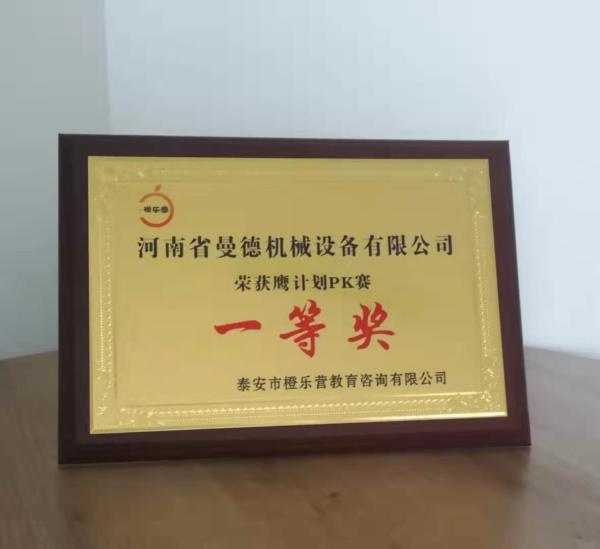 橙乐营
河南省曼德机械设备有限公司
荣获鹰计划PK赛
一等奖
泰安市橙乐营教育咨询有限公司